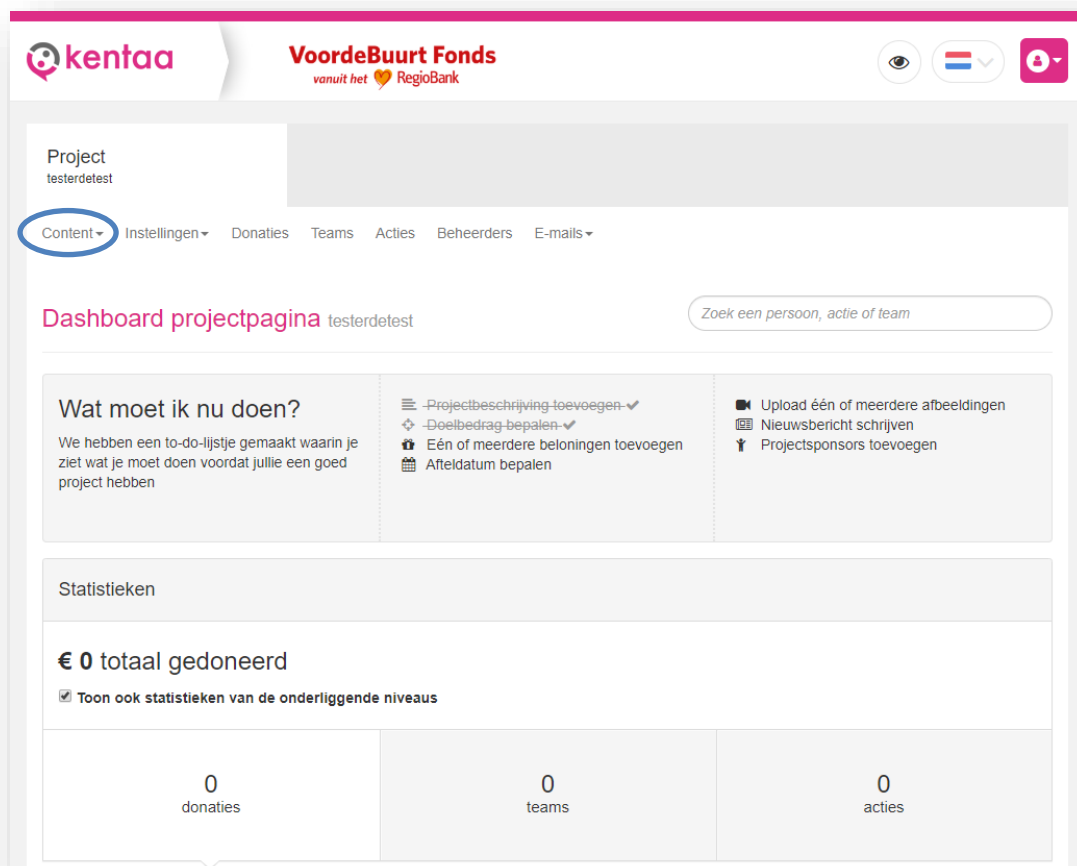 kentaa
VoordeBuurt Fonds
vanuit het RegioBank
Project
testerdetest
Content Instellingen Donaties Teams Acties Beheerders E-mails
Dashboard projectpagina testerdetest
Zoek een persoon, actie of team
Wat moet ik nu doen?
We hebben een to-do-lijstje gemaakt waarin je
ziet wat je moet doen voordat jullie een goed
project hebben
Projectbeschrijving toevoegen
Doelbedrag bepalen
Eén of meerdere beloningen toevoegen
Afteldatum bepalen
Upload één of meerdere afbeeldingen
Nieuwsbericht schrijven
Projectsponsors toevoegen
Statistieken
€ 0 totaal gedoneerd
Toon ook statistieken van de onderliggende niveaus
0
donaties
0
teams
0
acties